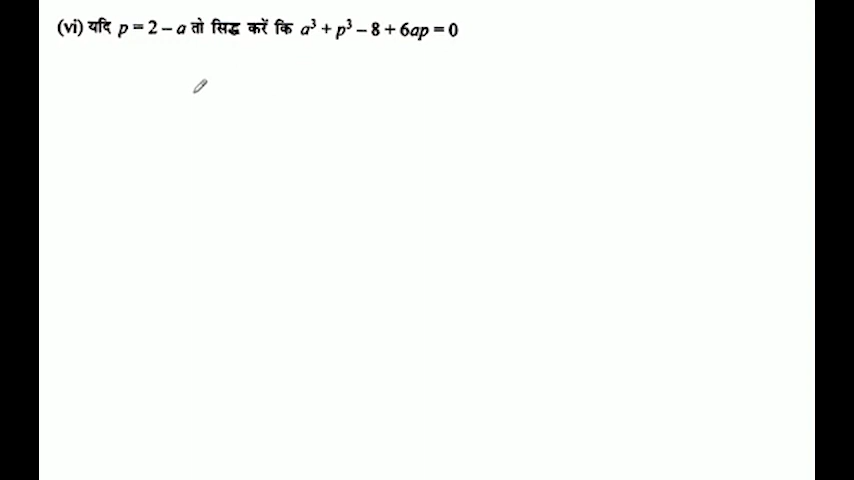 (vi) यदि p = 2 – a तो सिद्ध करें कि a³ + p³ – 8 + 6ap = 0